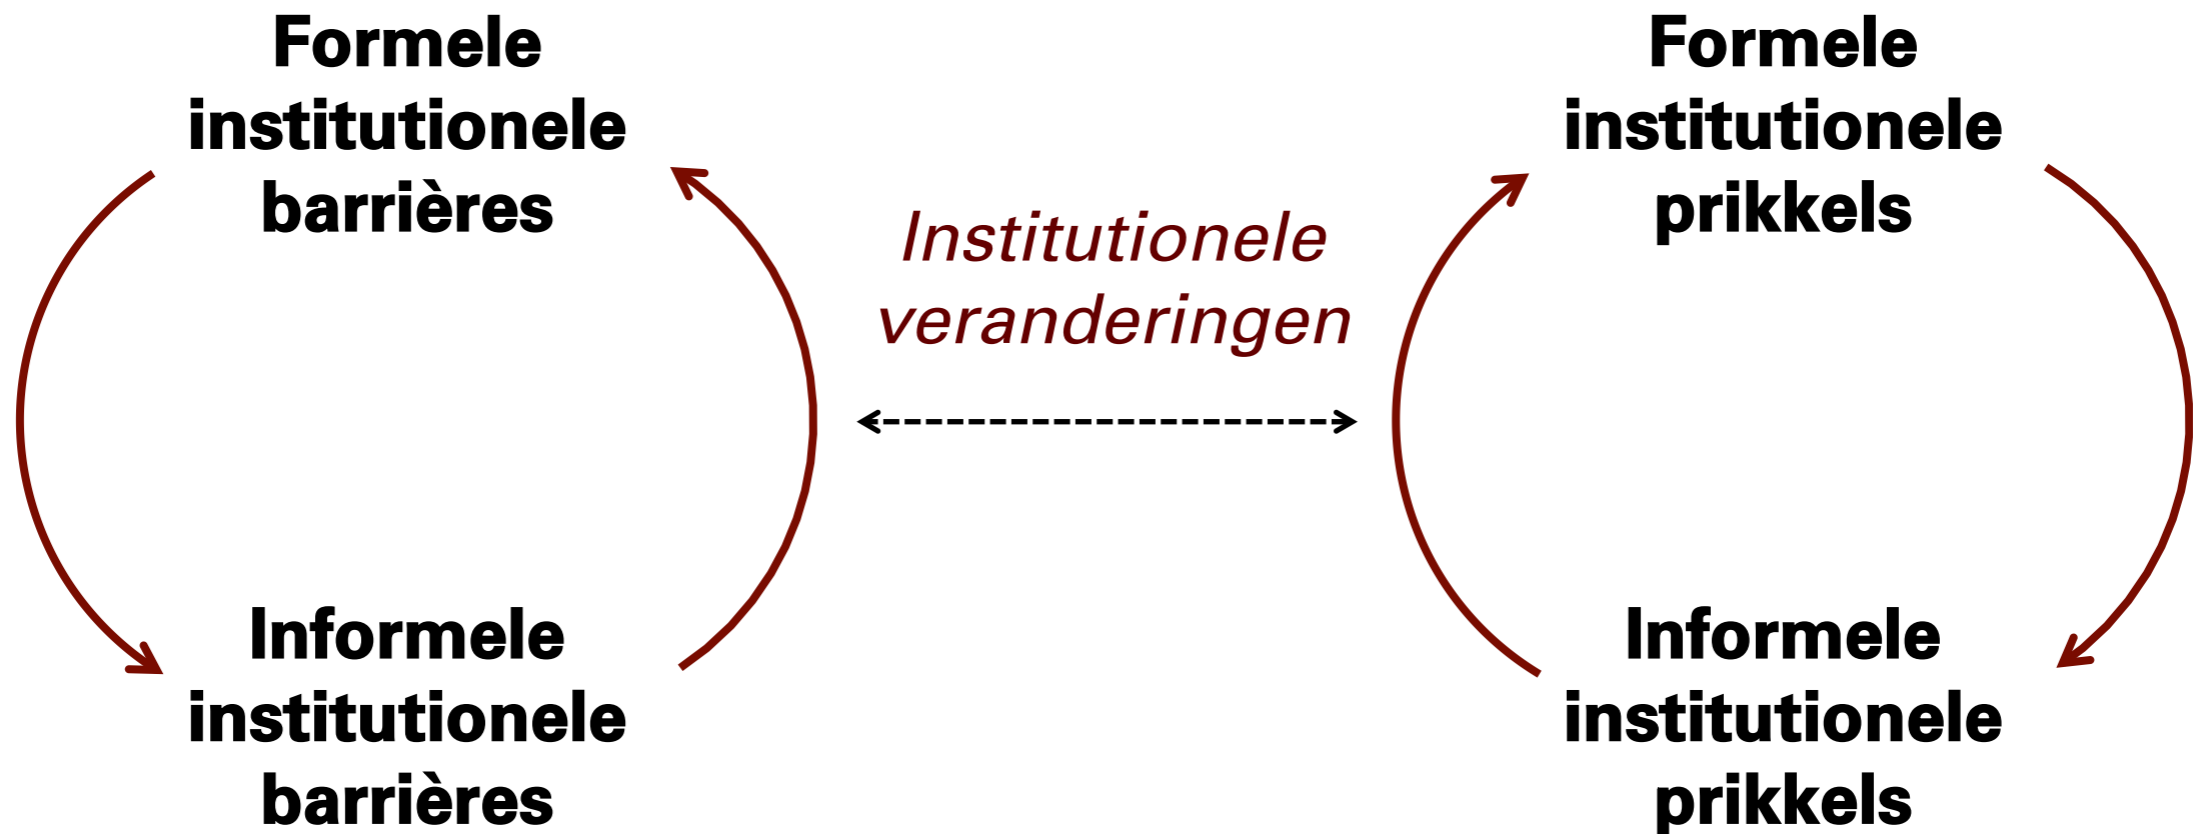 Formele
institutionele
barrières
Institutionele
veranderingen
Formele
institutionele
prikkels
Informele
institutionele
barrières
Informele
institutionele
prikkels